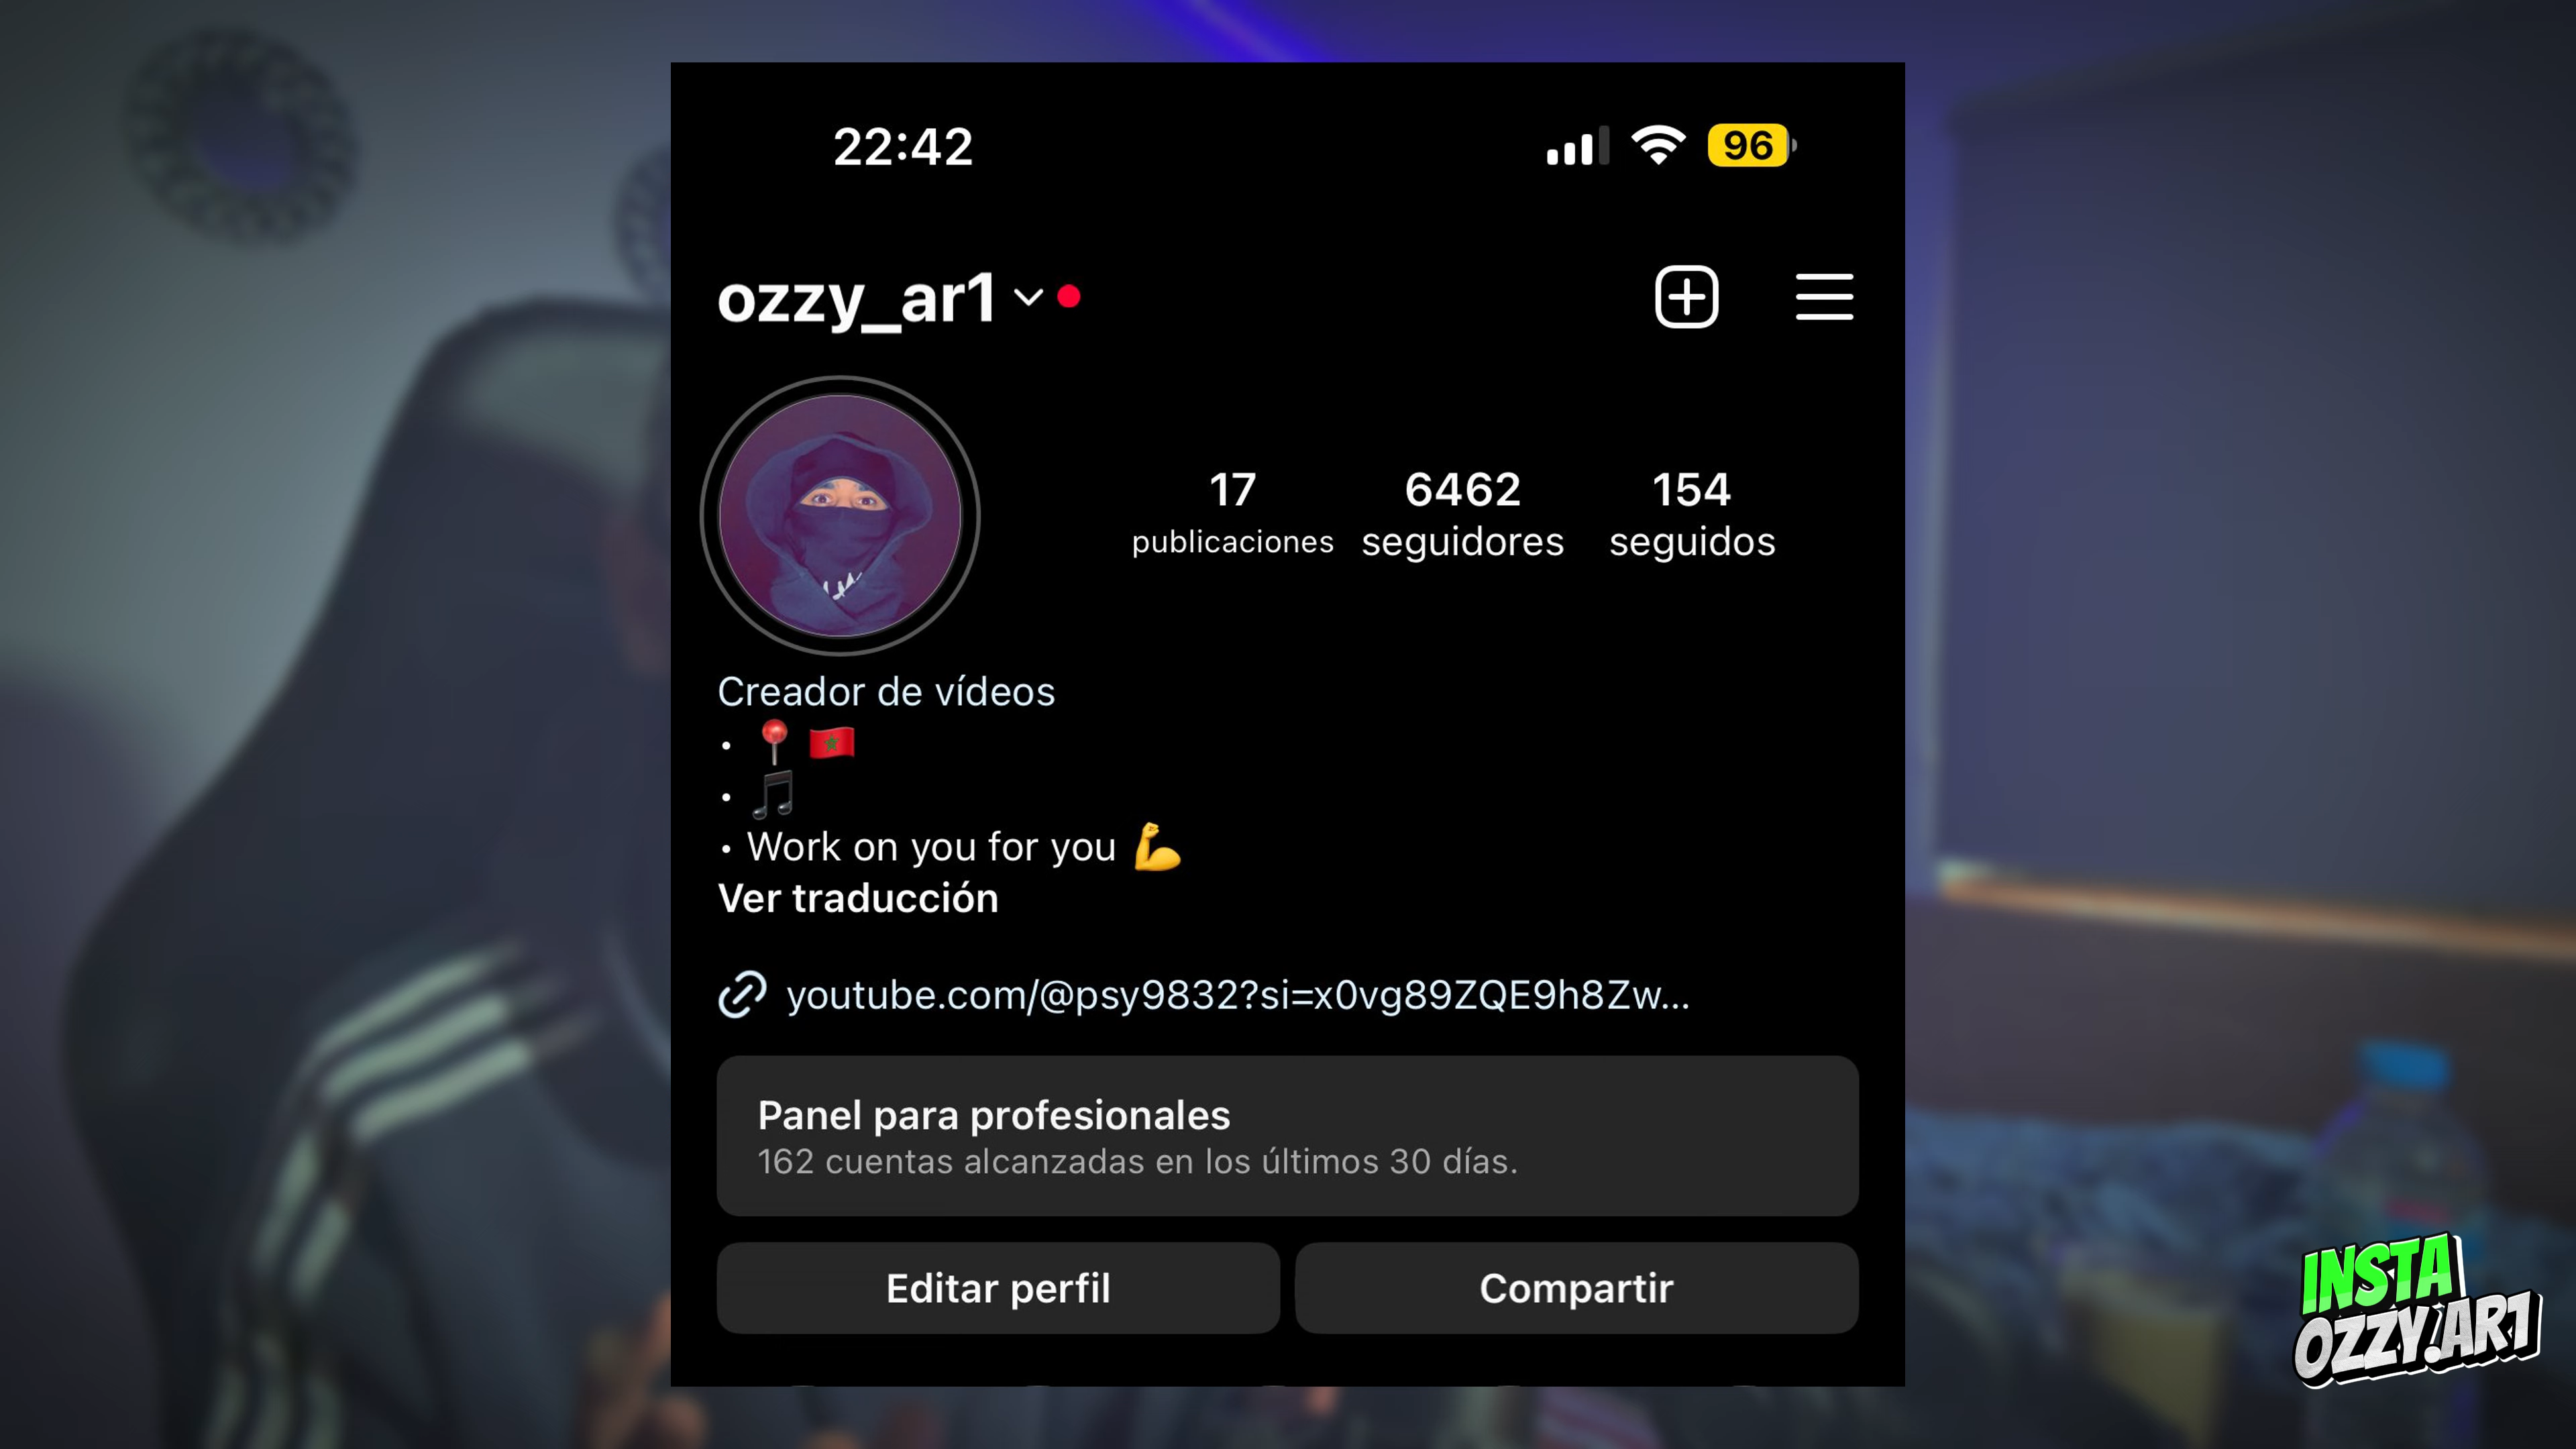 22:42
96
ozzy_ar1
17
6462
154
publicaciones
seguidores
seguidos
Creador de vídeos
• 📍 🇲🇦
• 🎵
• Work on you for you 💪
Ver traducción
youtube.com/@psy9832?si=x0vg89ZQE9h8Zw...
Panel para profesionales
162 cuentas alcanzadas en los últimos 30 días.
Editar perfil
Compartir
INSTA
OZZY.AR1